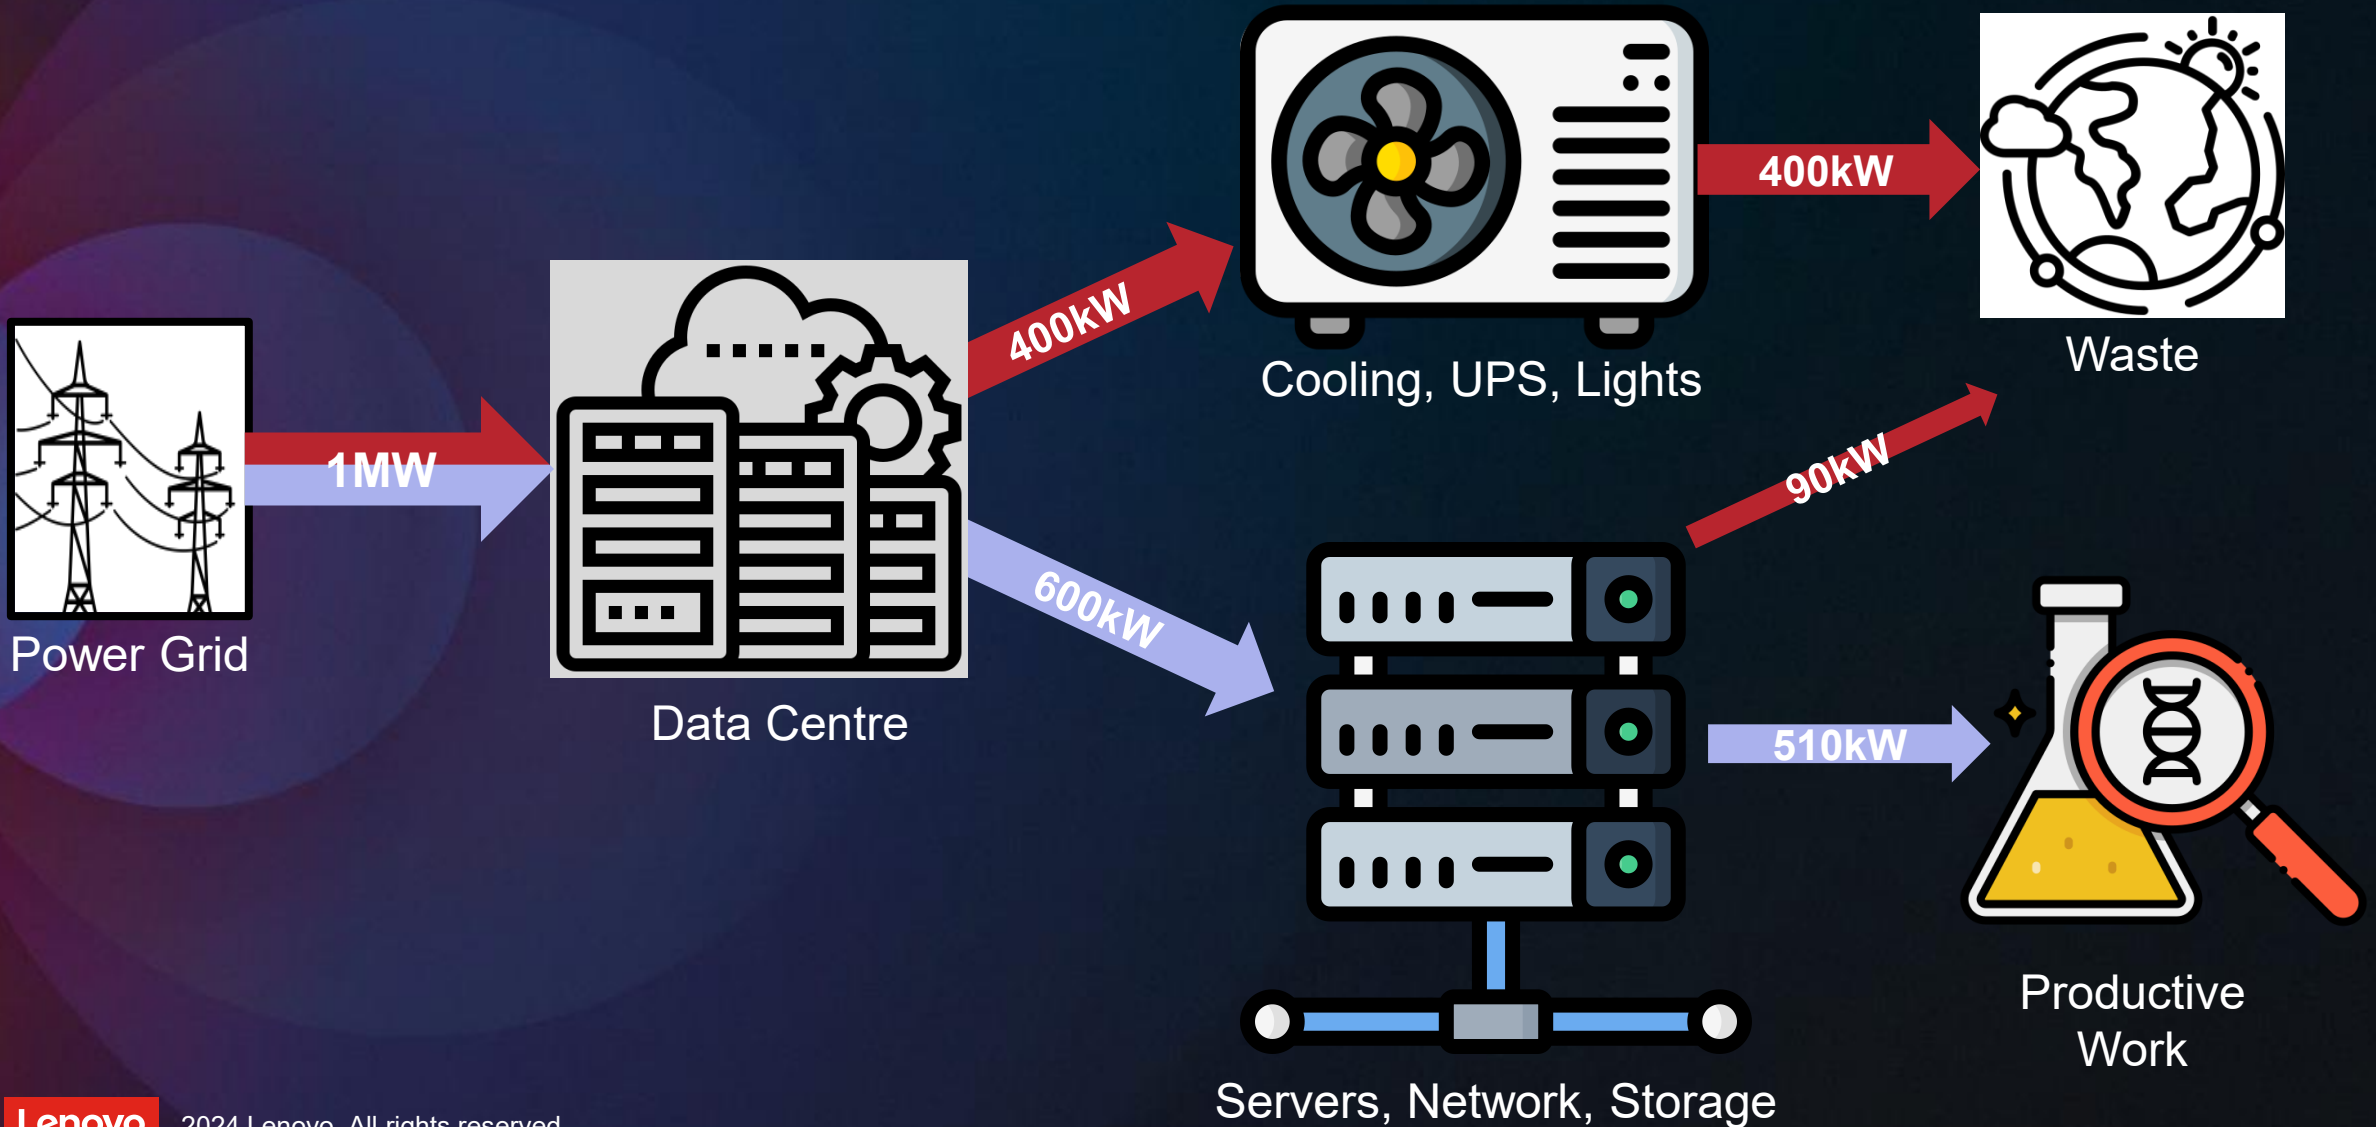 400kW
Cooling, UPS, Lights
400kW
Waste
1MW
Power Grid
Data Centre
90kW
600kW
510kW
Servers, Network, Storage
Productive
Work
Lenovo
2024 Lenovo. All rights reserved